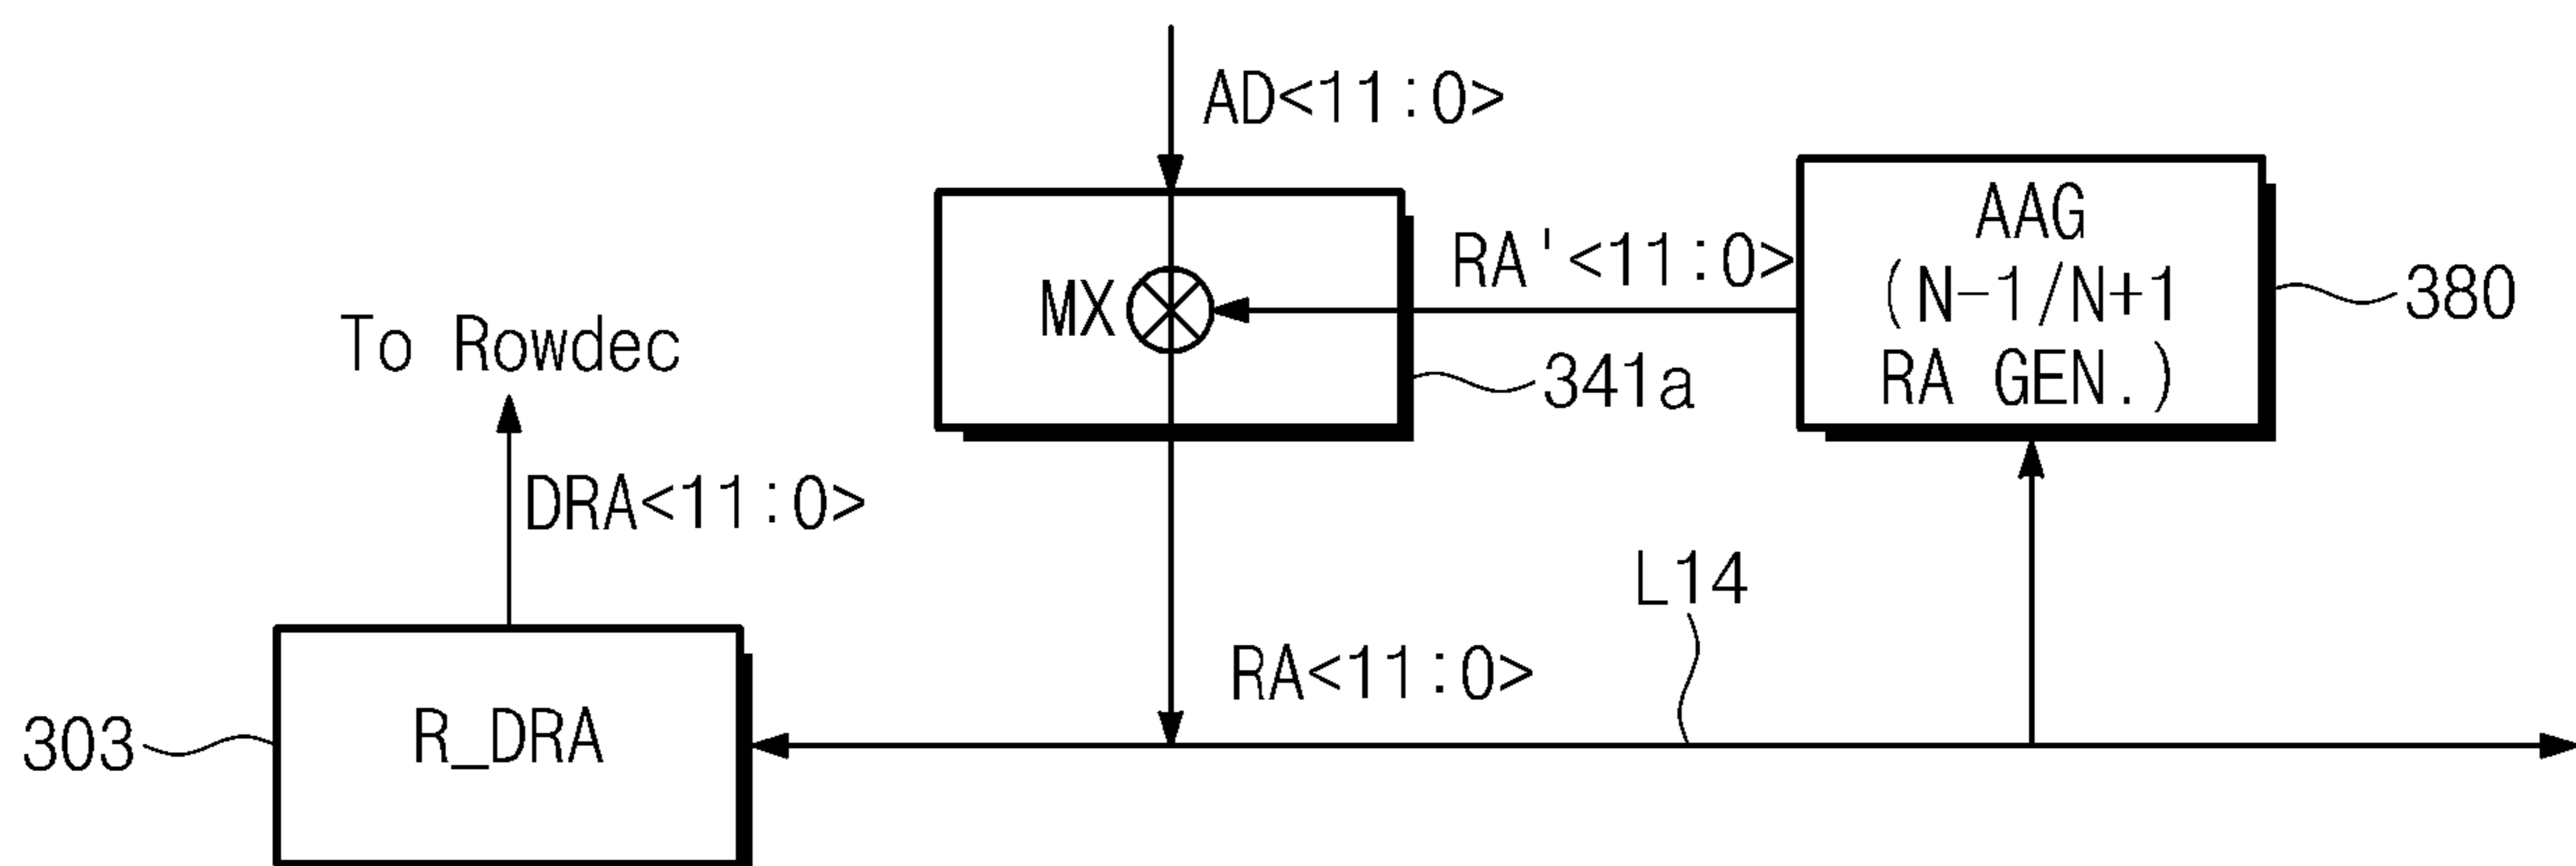 AD<11:0>
AAG
(N-1/N+1
RA GEN.)
RA'<11:0>
MX
380
341a
To Rowdec
DRA<11:0>
L14
RA<11:0>
303
R_DRA